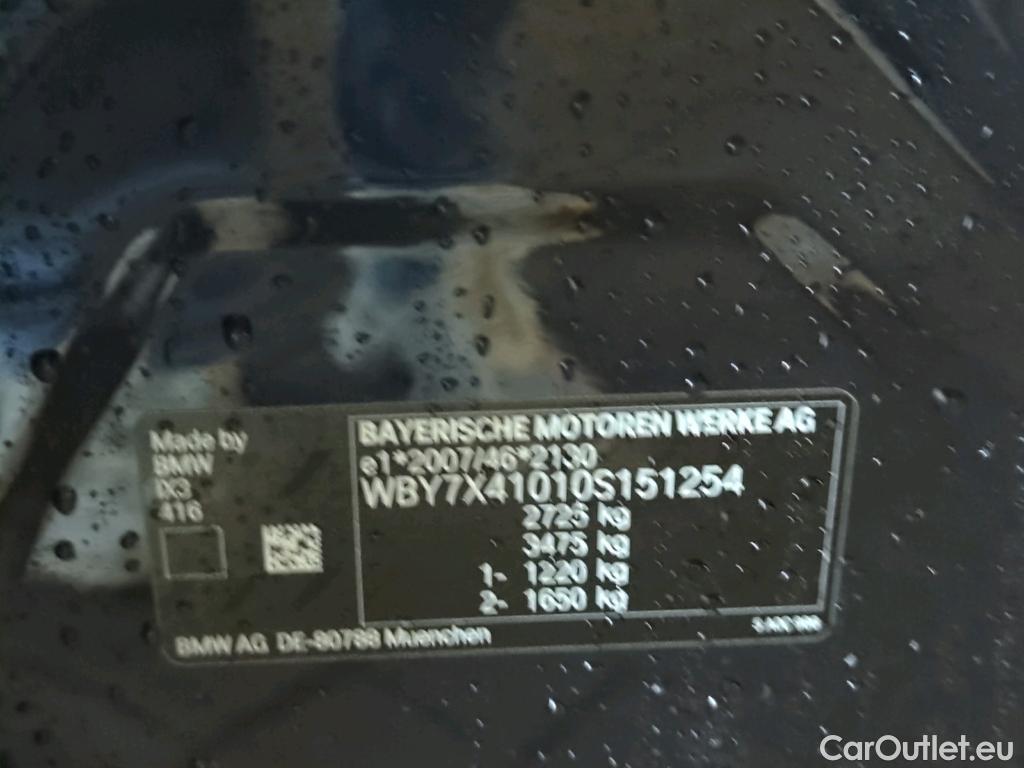 Made by
BMW
IX3
416
BAYERISCHE MOTOREN WERKE AG
e1*2007/46*2130
WBY7X41010S151254
2725 kg
3475 kg
1- 1220 kg
2- 1650 kg
BMW AG DE-80788 Muenchen
CarOutlet.eu